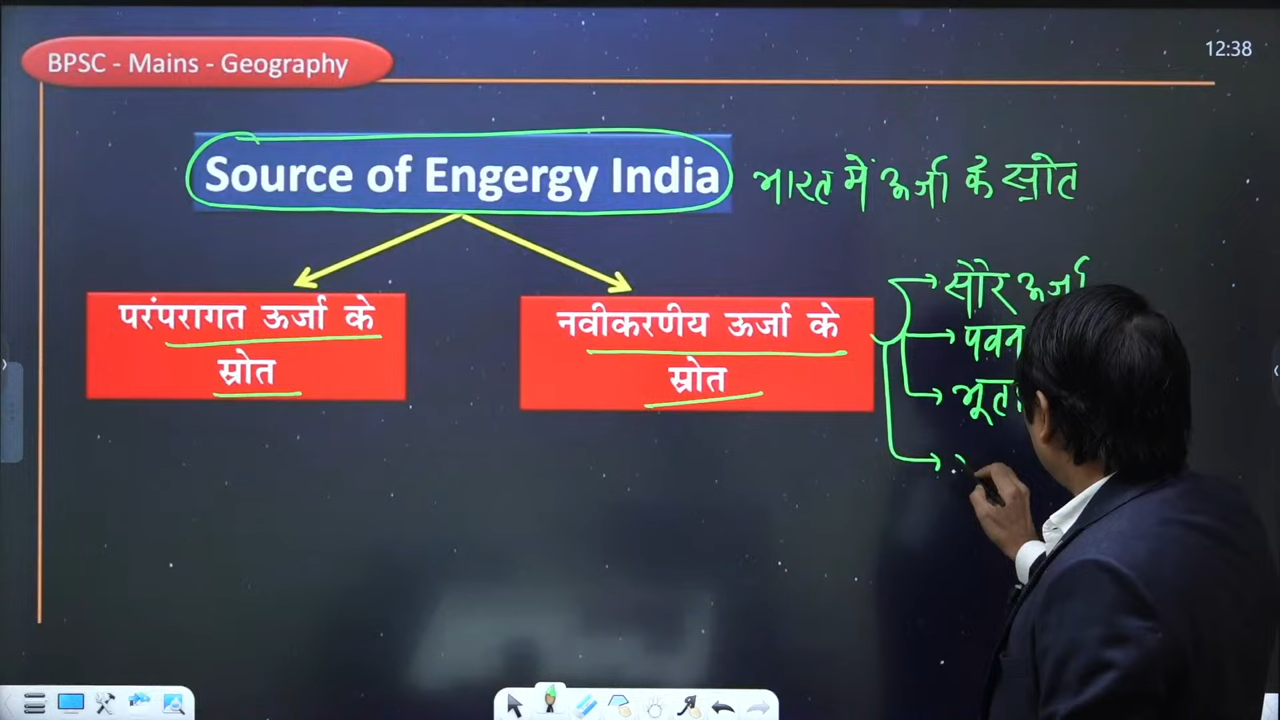 12:38
BPSC - Mains - Geography
Source of Engergy India
भारत में ऊर्जा के स्रोत
परंपरागत ऊर्जा के
स्रोत
नवीकरणीय ऊर्जा के
स्रोत
सौर ऊर्जा
पवन